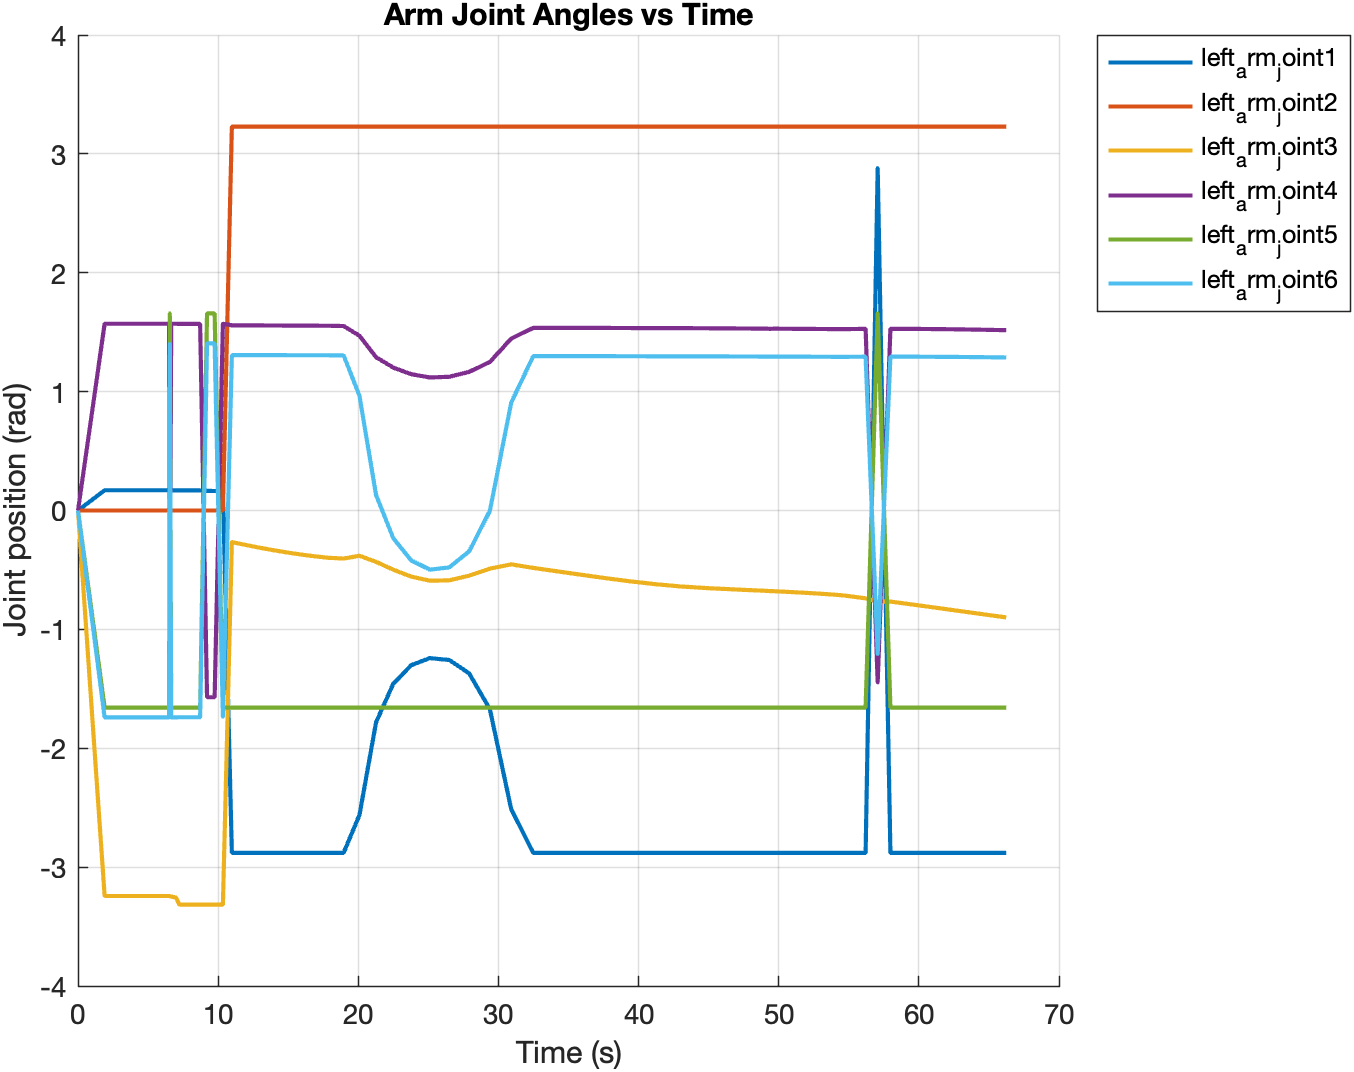 Arm Joint Angles vs Time
4
3
2
1
0
-1
-2
-3
-4
Joint position (rad)
0 10 20 30 40 50 60 70
Time (s)
left_arm_joint1
left_arm_joint2
left_arm_joint3
left_arm_joint4
left_arm_joint5
left_arm_joint6